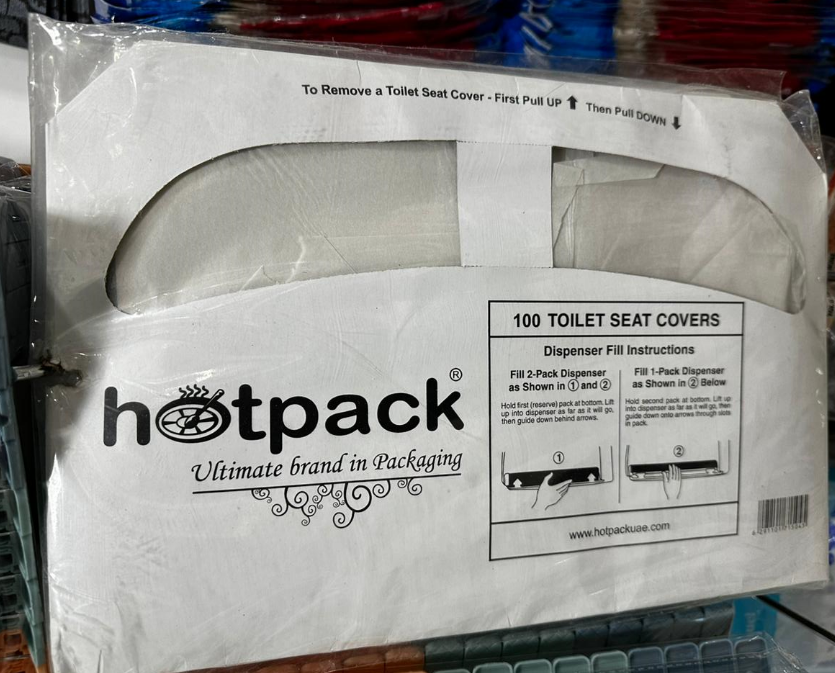 To Remove a Toilet Seat Cover - First Pull UP ⬆ Then Pull DOWN ⬇
hotpack®
Ultimate brand in Packaging
100 TOILET SEAT COVERS
Dispenser Fill Instructions
Fill 2-Pack Dispenser
as Shown in ① and ②
Hold first (reserve) pack at bottom. Lift
up into dispenser as far as it will go,
then guide down behind arrows.
①
Fill 1-Pack Dispenser
as Shown in ② Below
Hold second pack at bottom. Lift up
into dispenser as far as it will go, then
guide down onto arrows through slots
in pack.
②
www.hotpackuae.com